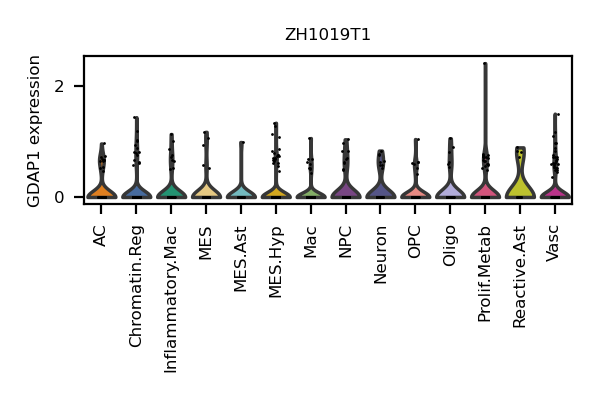 ZH1019T1
GDAP1 expression
2
0
AC
Chromatin.Reg
Inflammatory.Mac
MES
MES.Ast
MES.Hyp
Mac
NPC
Neuron
OPC
Oligo
Prolif.Metab
Reactive.Ast
Vasc